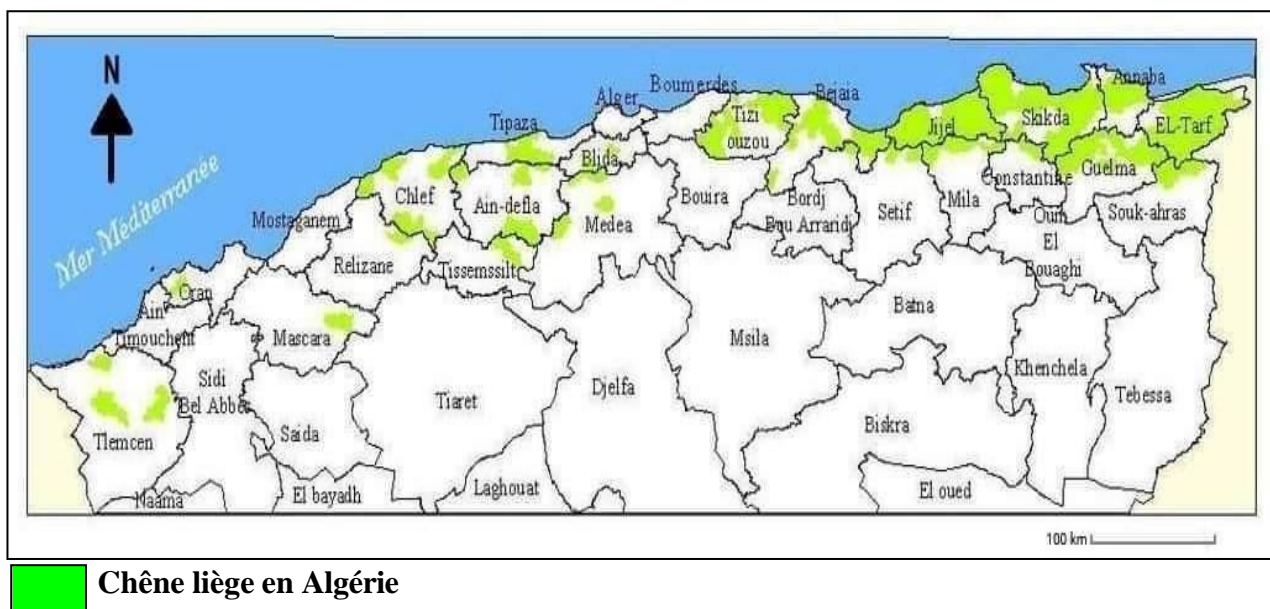 N
Mer Méditerranée
Annaba
Boumerdes
Bejaia
Alger
Tizi
ouzou
Skikda
Jijel
EL-Tarf
Tipaza
Blida
Guelma
Constantine
Chlef
Ain-defla
Medea
Bouira
Bordj
Bou Arraridj
Setif
Mila
Oum
El
Bouaghi
Souk-ahras
Mostaganem
Relizane
Tissemssilt
Oran
Ain
Timouchent
Mascara
Batna
Msila
Khenchela
Tebessa
Sidi
Bel Abbes
Tiaret
Djelfa
Saida
Biskra
Tlemcen
Naama
El bayadh
Laghouat
El oued
100 km
Chêne liège en Algérie